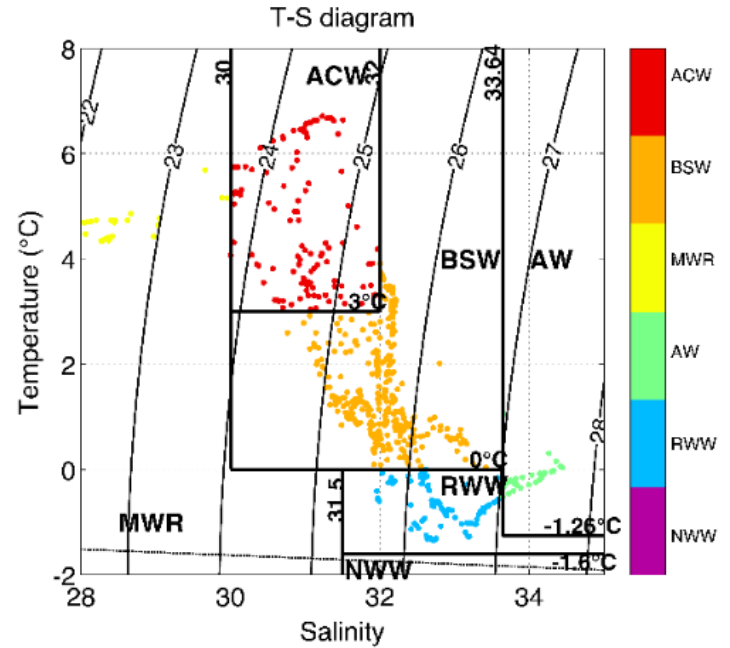 T-S diagram
8
6
4
2
0
-2
28
30
32
34
Temperature (°C)
Salinity
22
23
24
25
26
27
28
30
32
33.64
31.5
ACW
BSW
AW
MWR
RWW
NWW
3°C
0°C
-1.26°C
-1.6°C
ACW
BSW
MWR
AW
RWW
NWW